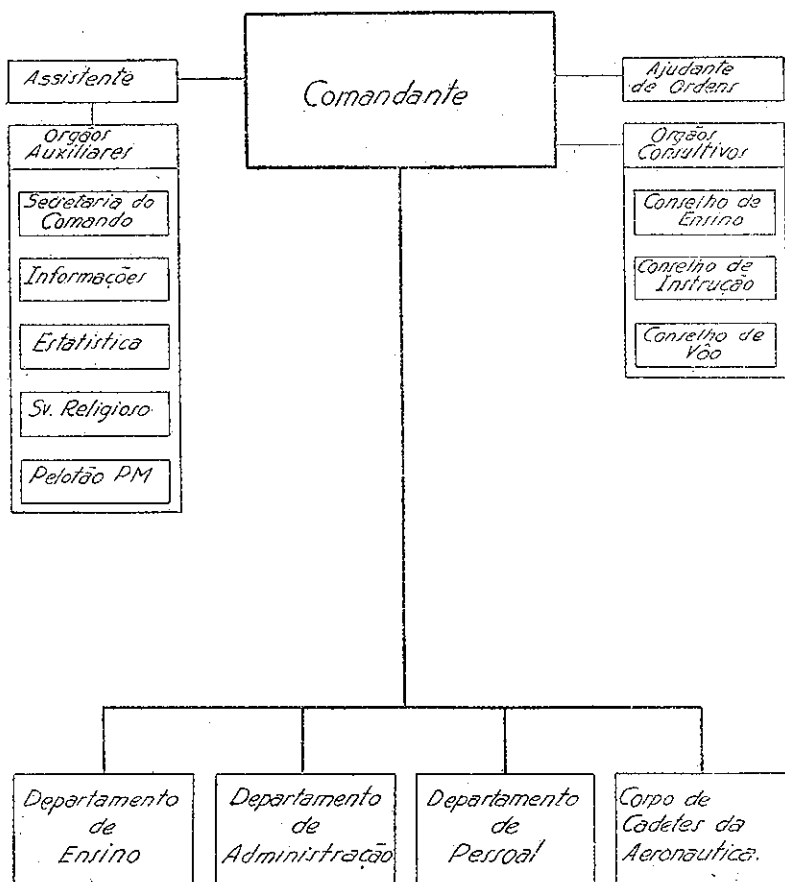 Comandante
Assistente
Orgãos
Auxiliares
Secretaria do
Comando
Informações
Estatística
Sv. Religioso
Pelotão PM
Ajudante
de Ordens
Orgãos
Consultivos
Conselho de
Ensino
Conselho de
Instrução
Conselho de
Vôo
Departamento
de
Ensino
Departamento
de
Administração
Departamento
de
Pessoal
Corpo de
Cadetes da
Aeronautica.